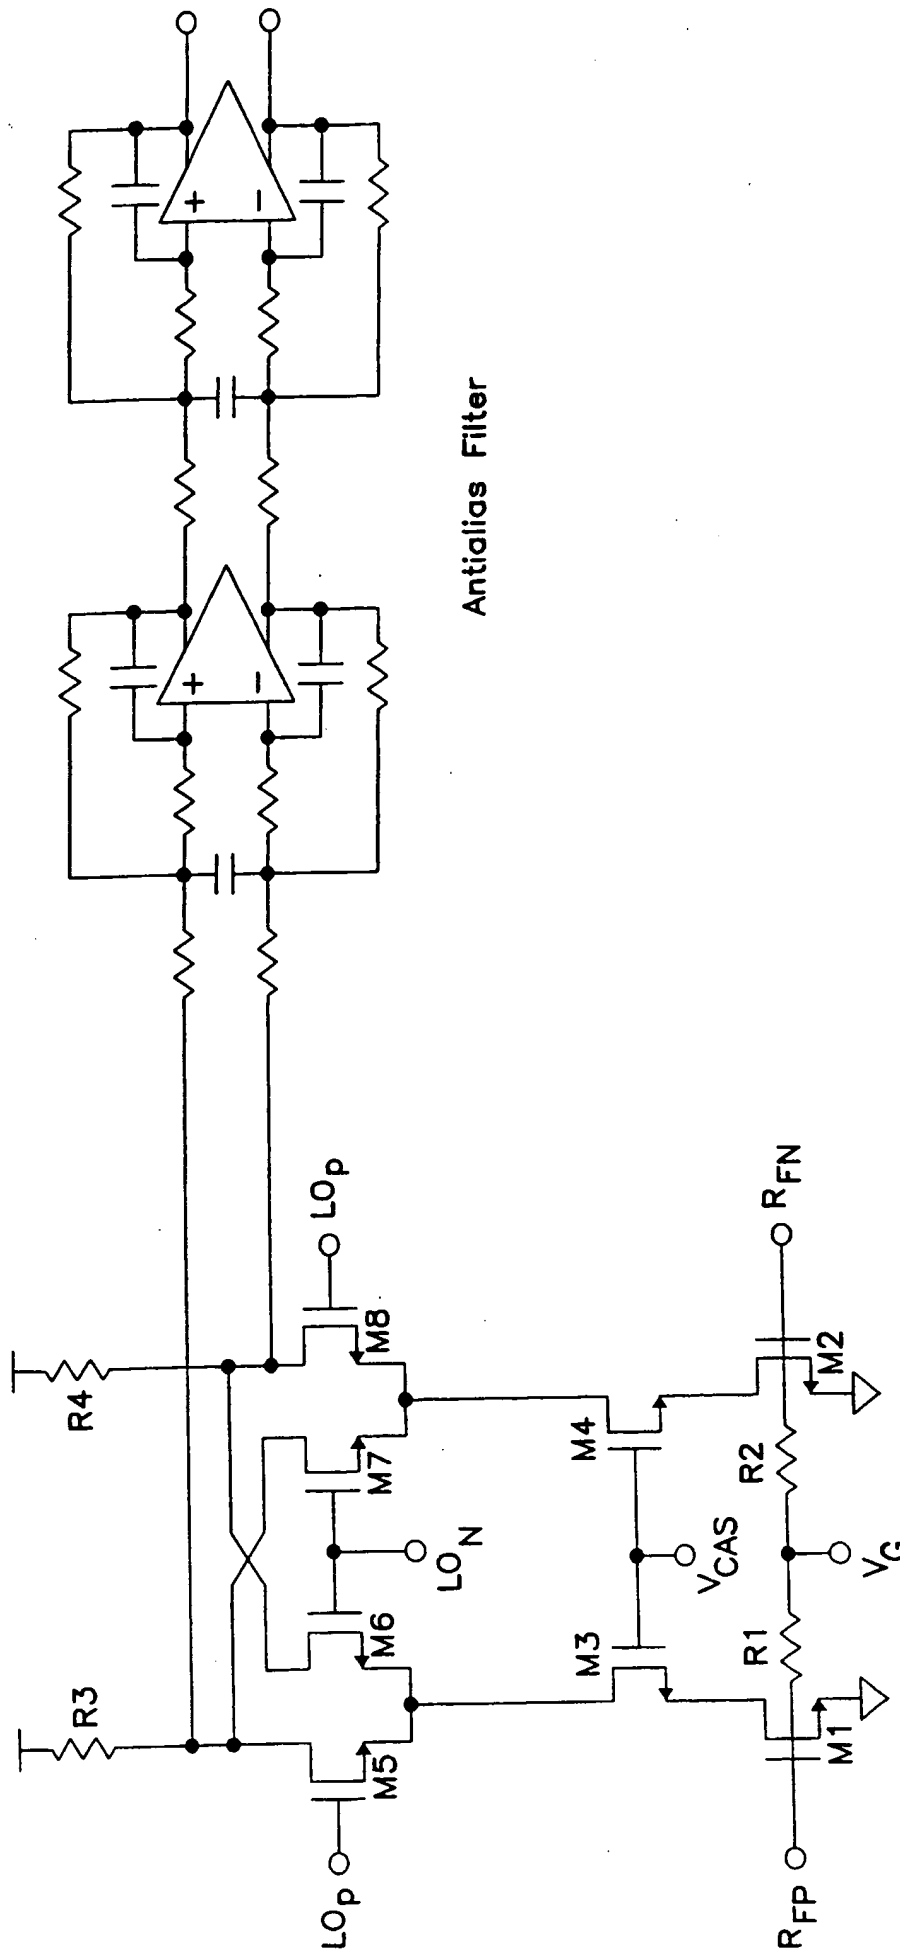 R3
R4
LOp
M5
M6
M7
M8
LOp
LON
M3
M4
VCAS
RFP
M1
R1
R2
M2
RFN
VG
+
−
+
−
Antialias Filter